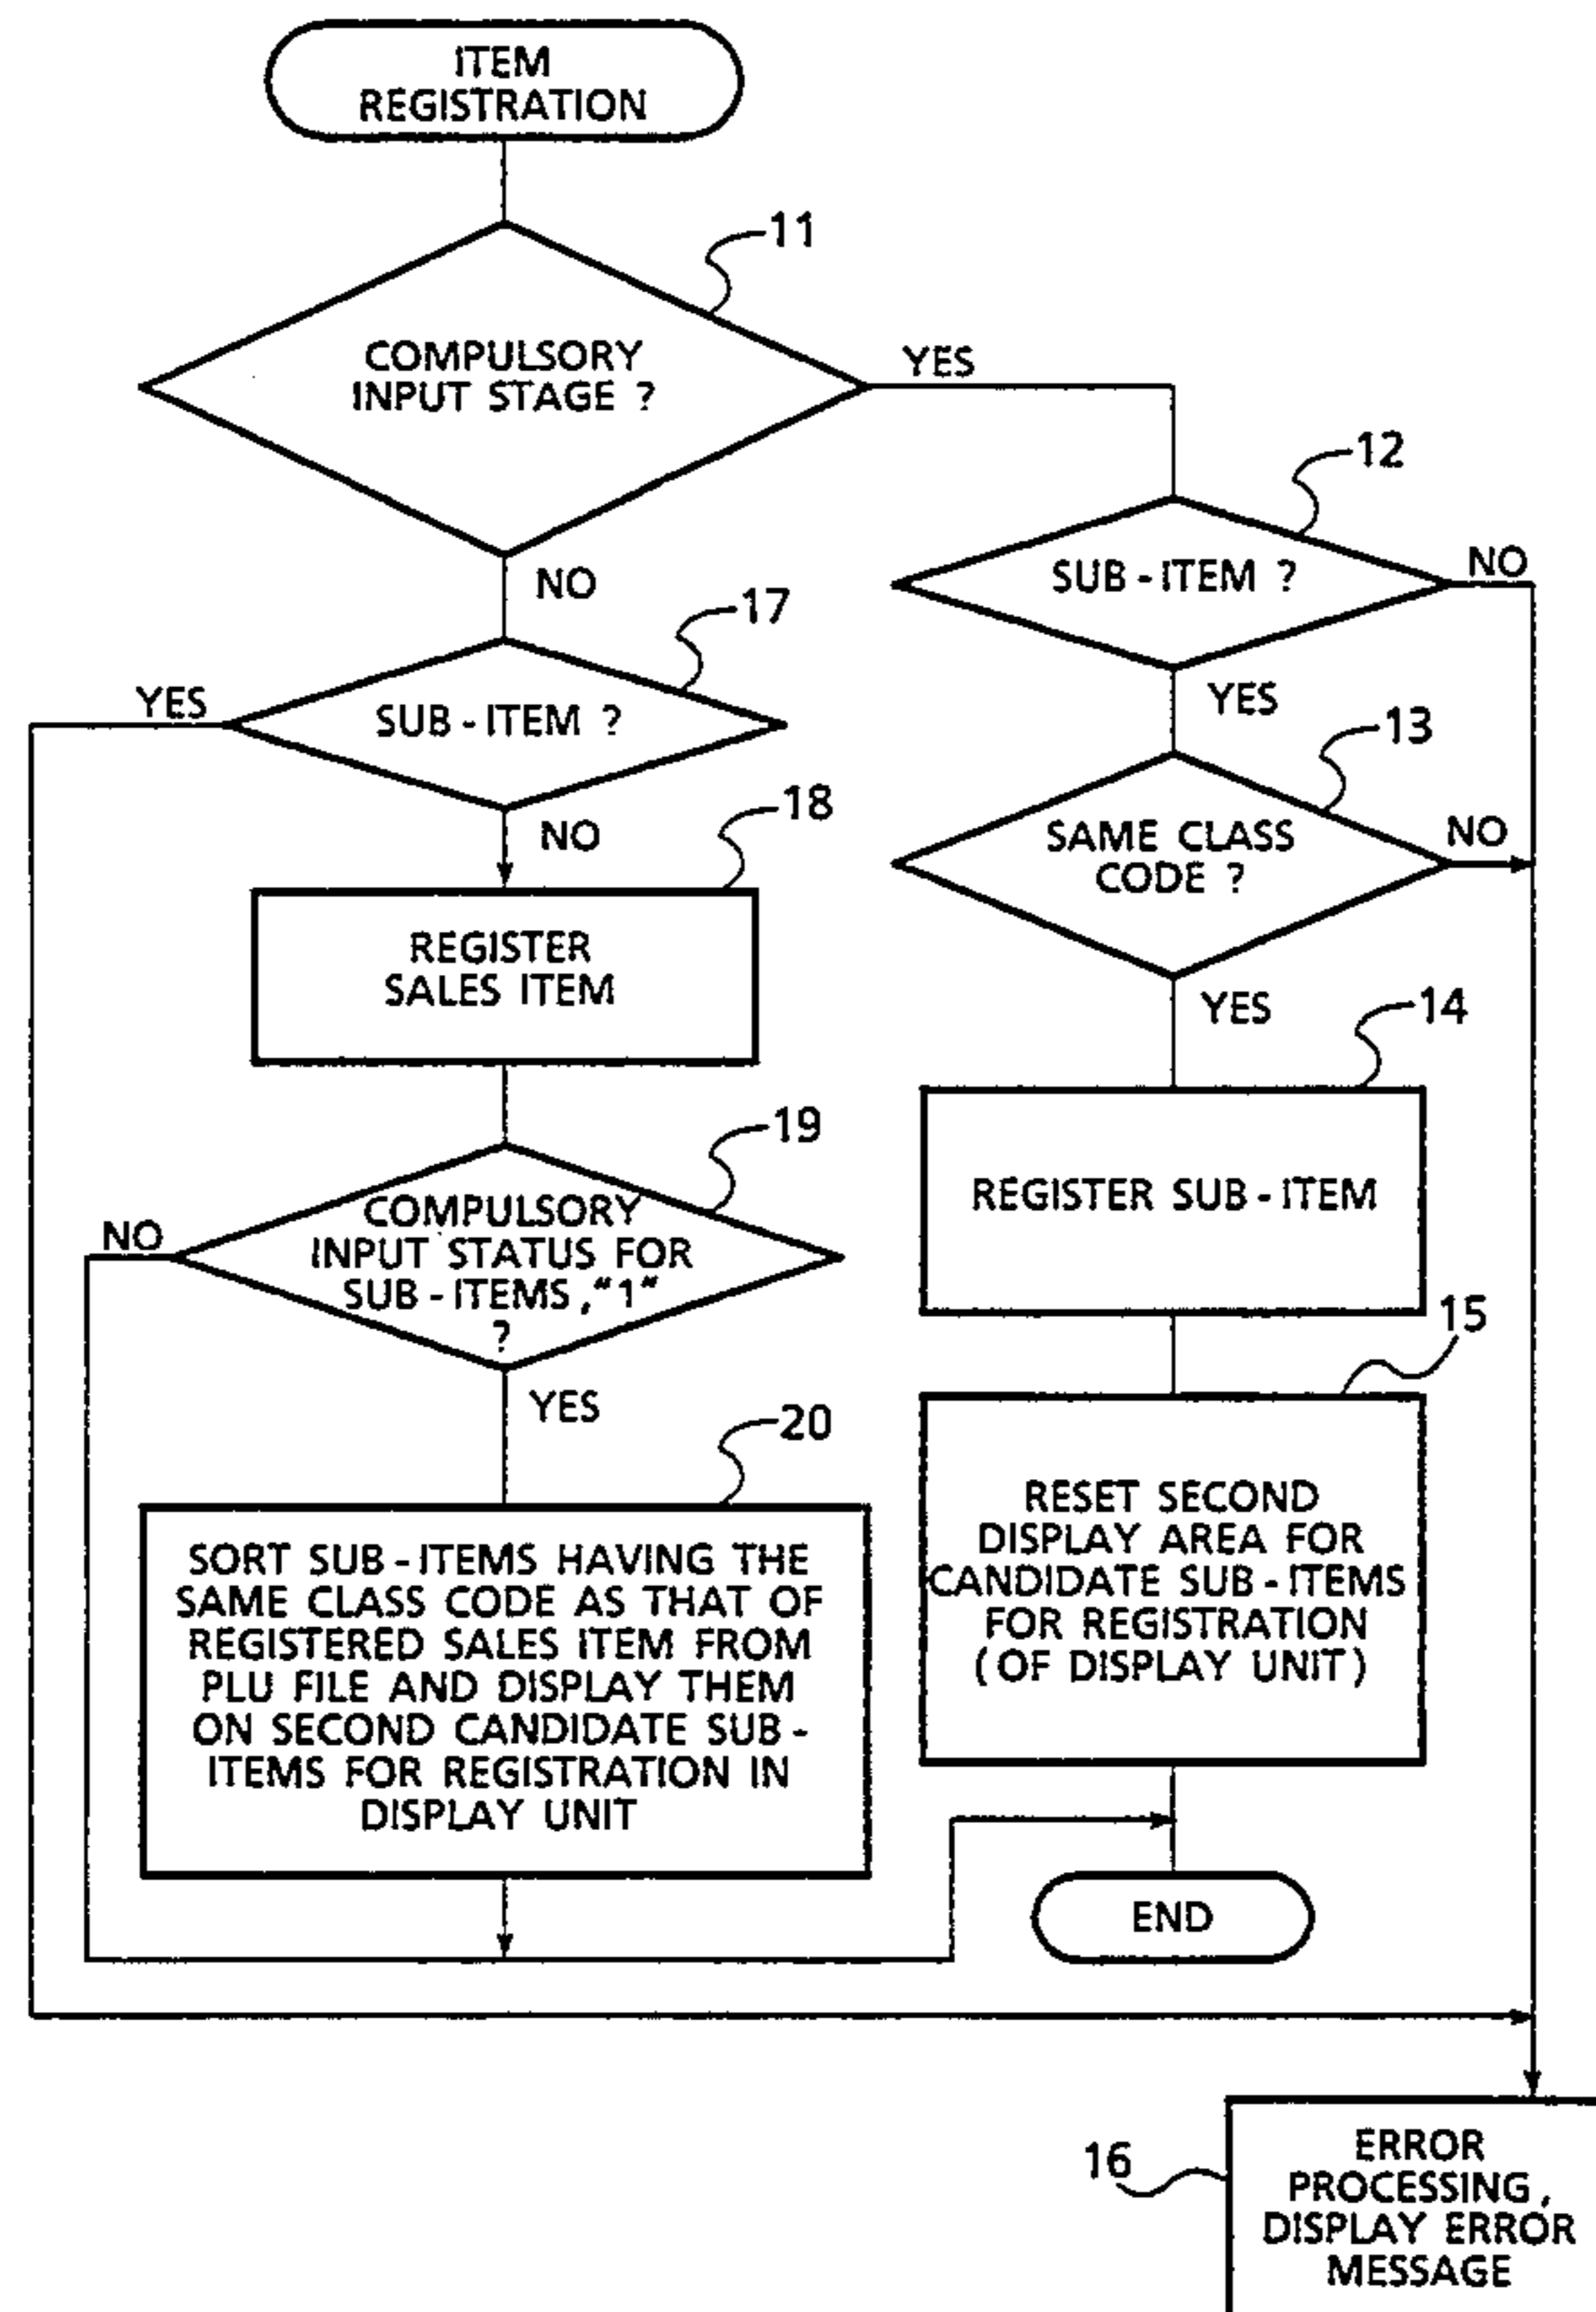 ITEM
REGISTRATION
11
COMPULSORY
INPUT STAGE ?
YES
12
SUB-ITEM ?
NO
NO
17
YES
SUB-ITEM ?
YES
13
SAME CLASS
CODE ?
NO
NO
18
REGISTER
SALES ITEM
YES
14
REGISTER SUB-ITEM
19
COMPULSORY
INPUT STATUS FOR
SUB-ITEMS, "1"
?
NO
YES
15
RESET SECOND
DISPLAY AREA FOR
CANDIDATE SUB-ITEMS
FOR REGISTRATION
(OF DISPLAY UNIT)
20
SORT SUB-ITEMS HAVING THE
SAME CLASS CODE AS THAT OF
REGISTERED SALES ITEM FROM
PLU FILE AND DISPLAY THEM
ON SECOND CANDIDATE SUB-
ITEMS FOR REGISTRATION IN
DISPLAY UNIT
END
16
ERROR
PROCESSING,
DISPLAY ERROR
MESSAGE